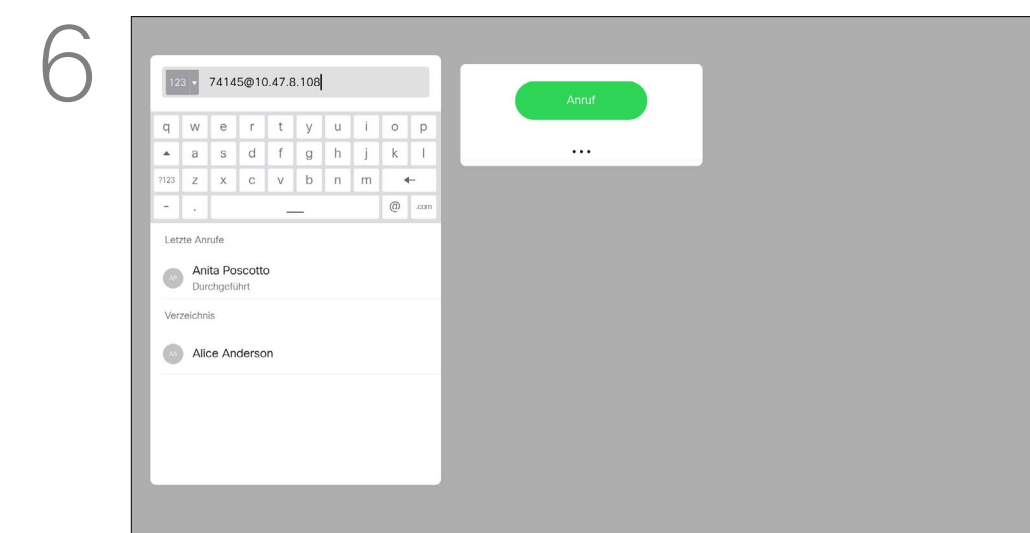 6
123 74145@10.47.8.108
q w e r t y u i o p
a s d f g h j k l
?123 z x c v b n m
- . @ .com
Letzte Anrufe
AP Anita Poscotto
Durchgeführt
Verzeichnis
AA Alice Anderson
Anruf
...